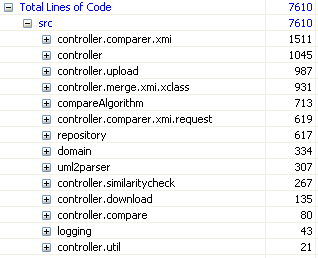 Total Lines of Code 7610
src 7610
controller.comparer.xmi 1511
controller 1045
controller.upload 987
controller.merge.xmi.xclass 931
compareAlgorithm 713
controller.comparer.xmi.request 619
repository 617
domain 334
uml2parser 307
controller.similaritycheck 267
controller.download 135
controller.compare 80
logging 43
controller.util 21